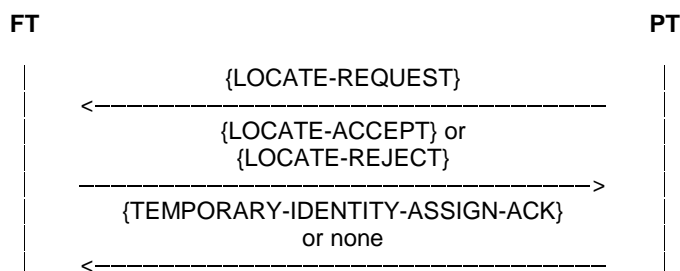 FT PT
{LOCATE-REQUEST}
{LOCATE-ACCEPT} or
{LOCATE-REJECT}
{TEMPORARY-IDENTITY-ASSIGN-ACK}
or none